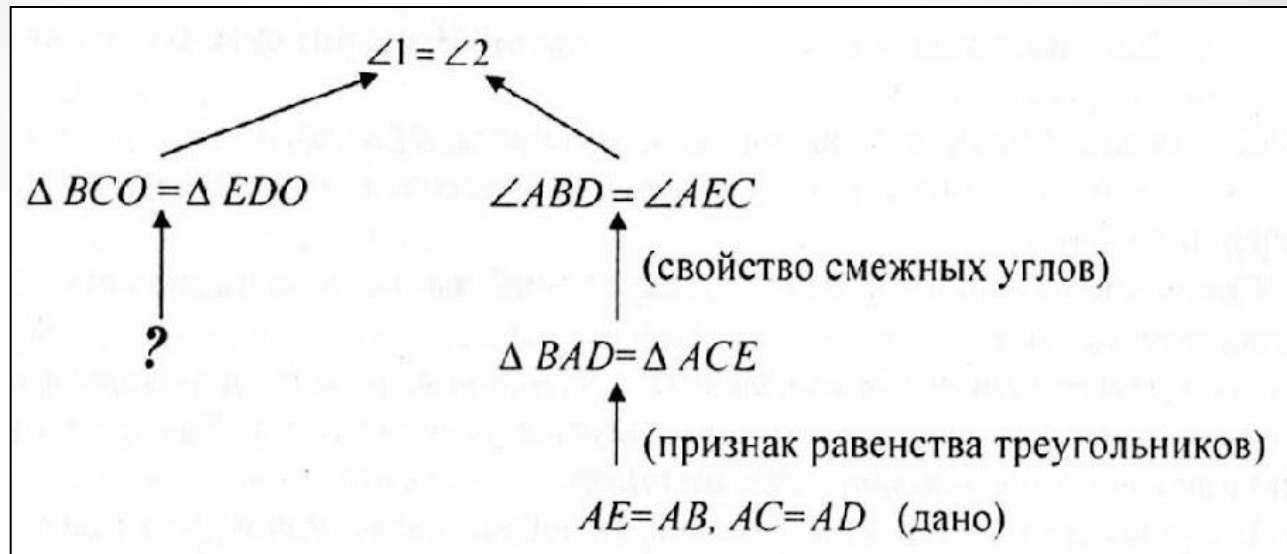 ∠1 = ∠2
Δ BCO = Δ EDO ∠ABD = ∠AEC
(свойство смежных углов)
? Δ BAD = Δ ACE
(признак равенства треугольников)
AE = AB, AC = AD (дано)